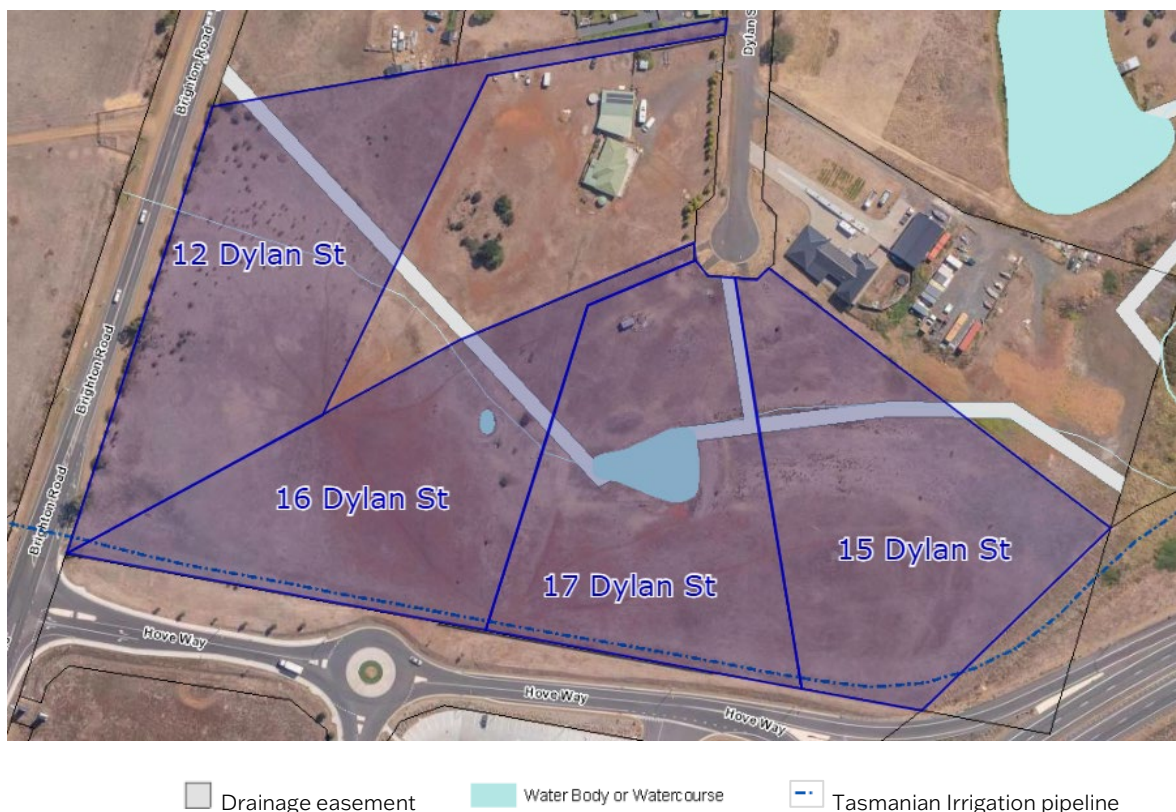 Dylan S
Brighton Road
12 Dylan St
Brighton Road
16 Dylan St
15 Dylan St
17 Dylan St
Brighton Road
Hove Way
Hove Way
Hove Way
Drainage easement
Water Body or Watercourse
Tasmanian Irrigation pipeline